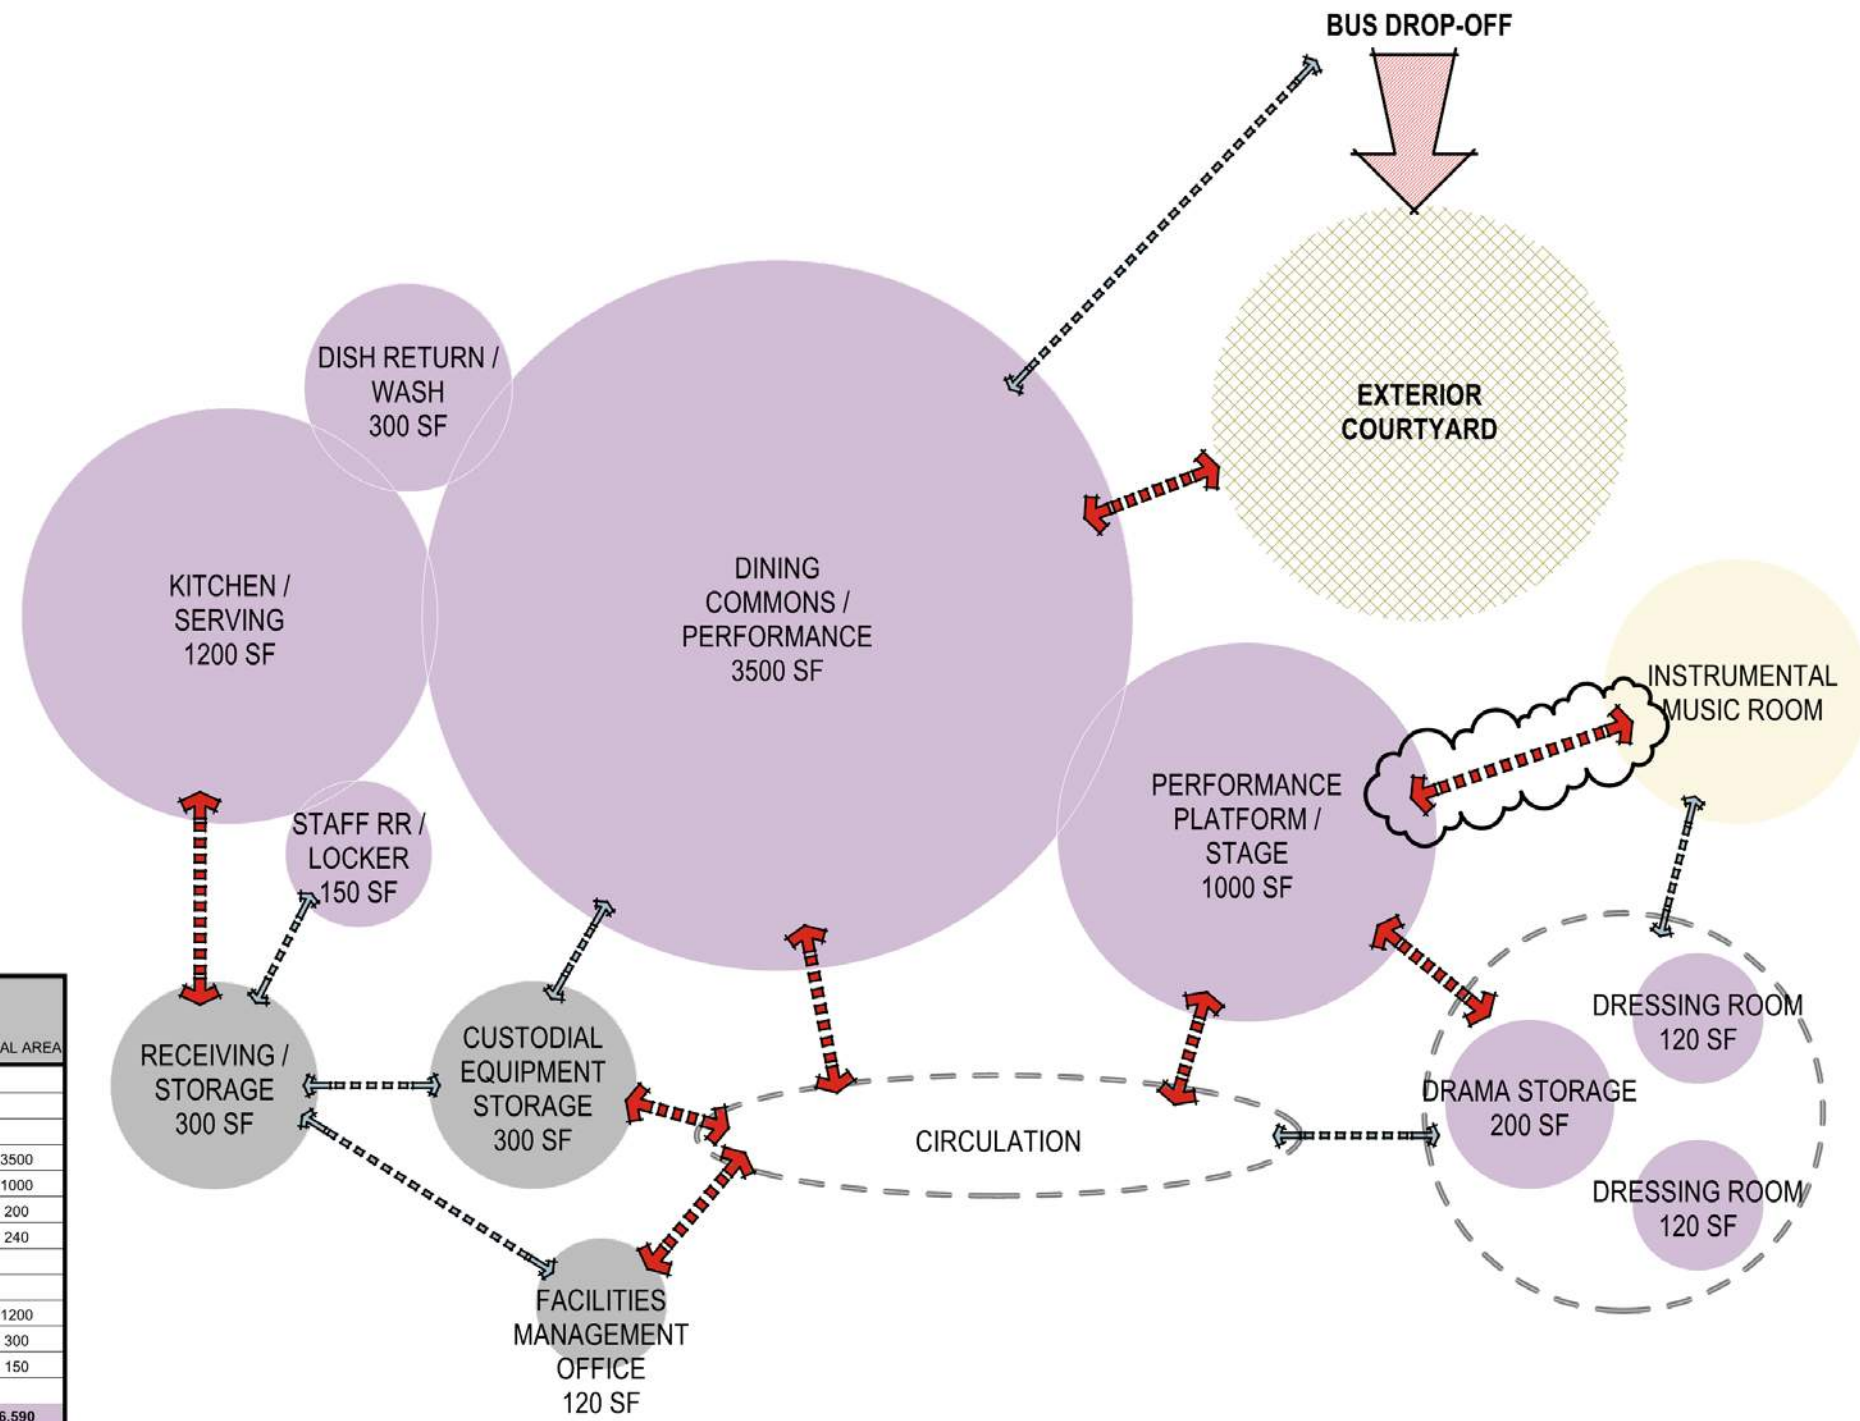 BUS DROP-OFF
DISH RETURN /
WASH
300 SF
EXTERIOR
COURTYARD
KITCHEN /
SERVING
1200 SF
DINING
COMMONS /
PERFORMANCE
3500 SF
INSTRUMENTAL
MUSIC ROOM
PERFORMANCE
PLATFORM /
STAGE
1000 SF
STAFF RR /
LOCKER
150 SF
RECEIVING /
STORAGE
300 SF
CUSTODIAL
EQUIPMENT
STORAGE
300 SF
CIRCULATION
DRESSING ROOM
120 SF
DRAMA STORAGE
200 SF
DRESSING ROOM
120 SF
FACILITIES
MANAGEMENT
OFFICE
120 SF
AL AREA
3500
1000
200
240
1200
300
150
6,590